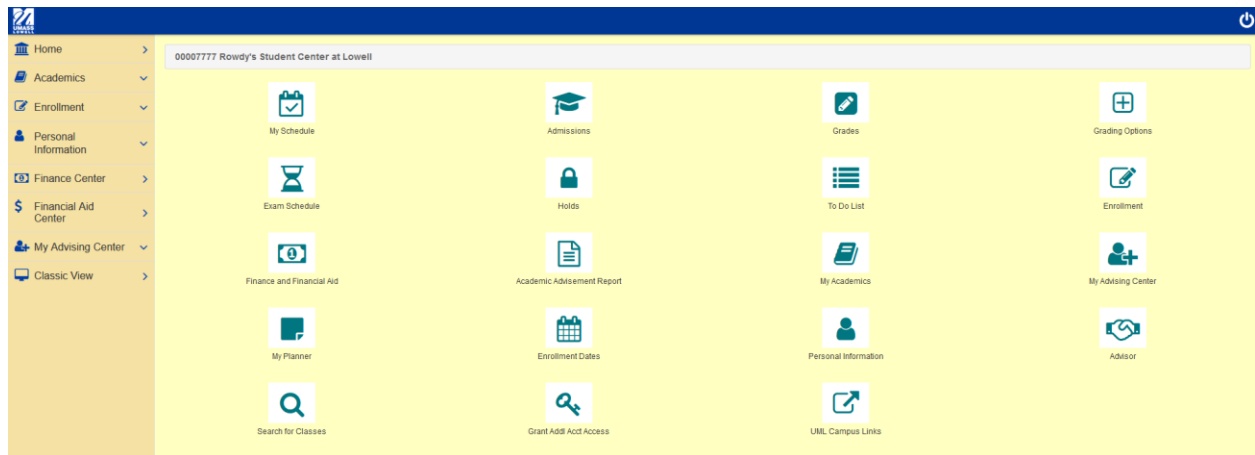 UMASS
LOWELL
Home
Academics
Enrollment
Personal
Information
Finance Center
Financial Aid
Center
My Advising Center
Classic View
00007777 Rowdy's Student Center at Lowell
My Schedule
Admissions
Grades
Grading Options
Exam Schedule
Holds
To Do List
Enrollment
Finance and Financial Aid
Academic Advisement Report
My Academics
My Advising Center
My Planner
Enrollment Dates
Personal Information
Advisor
Search for Classes
Grant Addl Acct Access
UML Campus Links